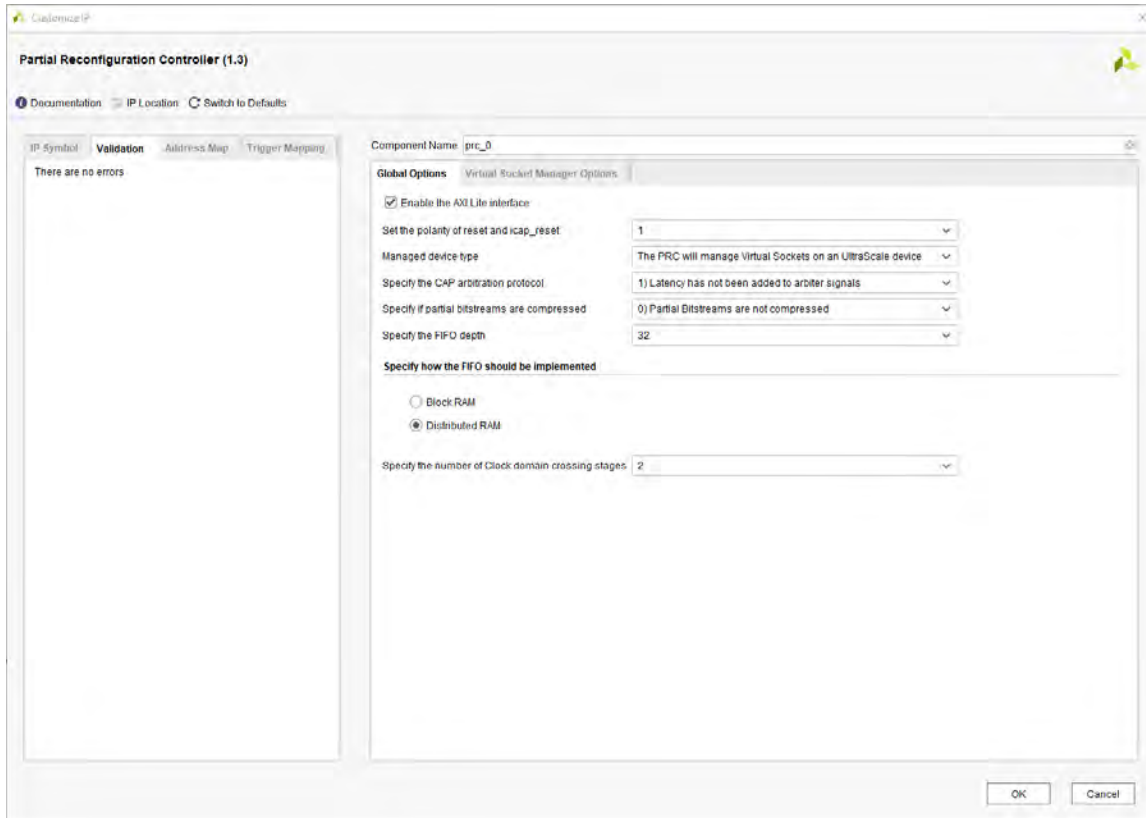 Customize IP
Partial Reconfiguration Controller (1.3)
Documentation IP Location Switch to Defaults
IP Symbol Validation Address Map Trigger Mapping
There are no errors
Component Name prc_0
Global Options Virtual Socket Manager Options
Enable the AXI Lite interface
Set the polarity of reset and icap_reset 1
Managed device type The PRC will manage Virtual Sockets on an UltraScale device
Specify the CAP arbitration protocol 1) Latency has not been added to arbiter signals
Specify if partial bitstreams are compressed 0) Partial Bitstreams are not compressed
Specify the FIFO depth 32
Specify how the FIFO should be implemented
Block RAM
Distributed RAM
Specify the number of Clock domain crossing stages 2
OK Cancel